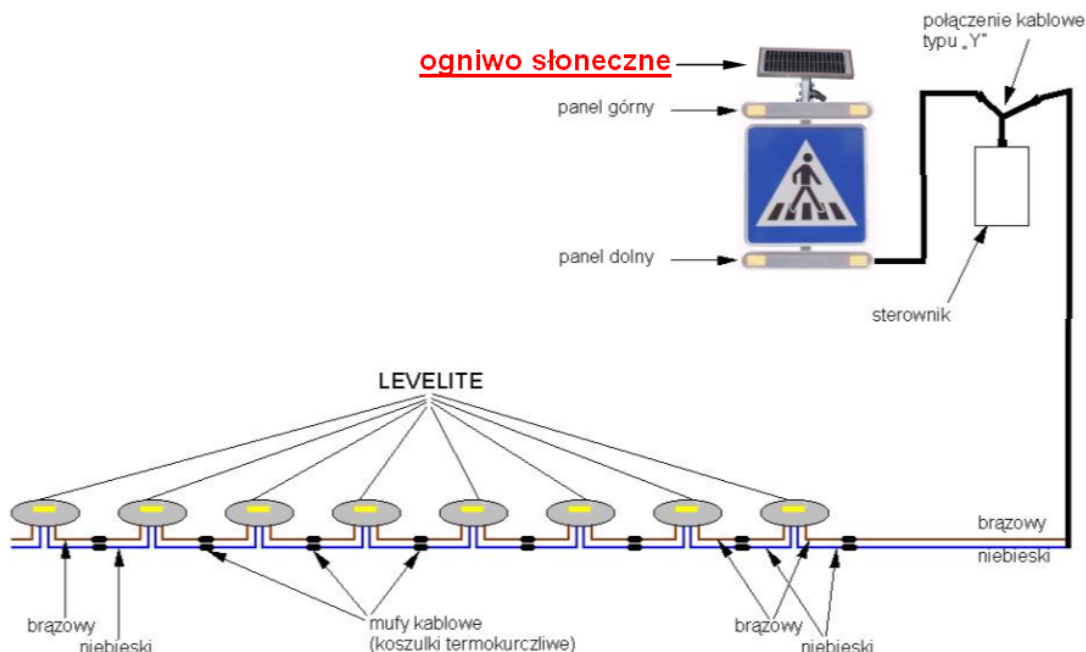 połączenie kablowe
typu „Y"
ogniwo słoneczne
panel górny
panel dolny
sterownik
LEVELITE
brązowy
niebieski
brązowy
niebieski
mufy kablowe
(koszulki termokurczliwe)
brązowy
niebieski